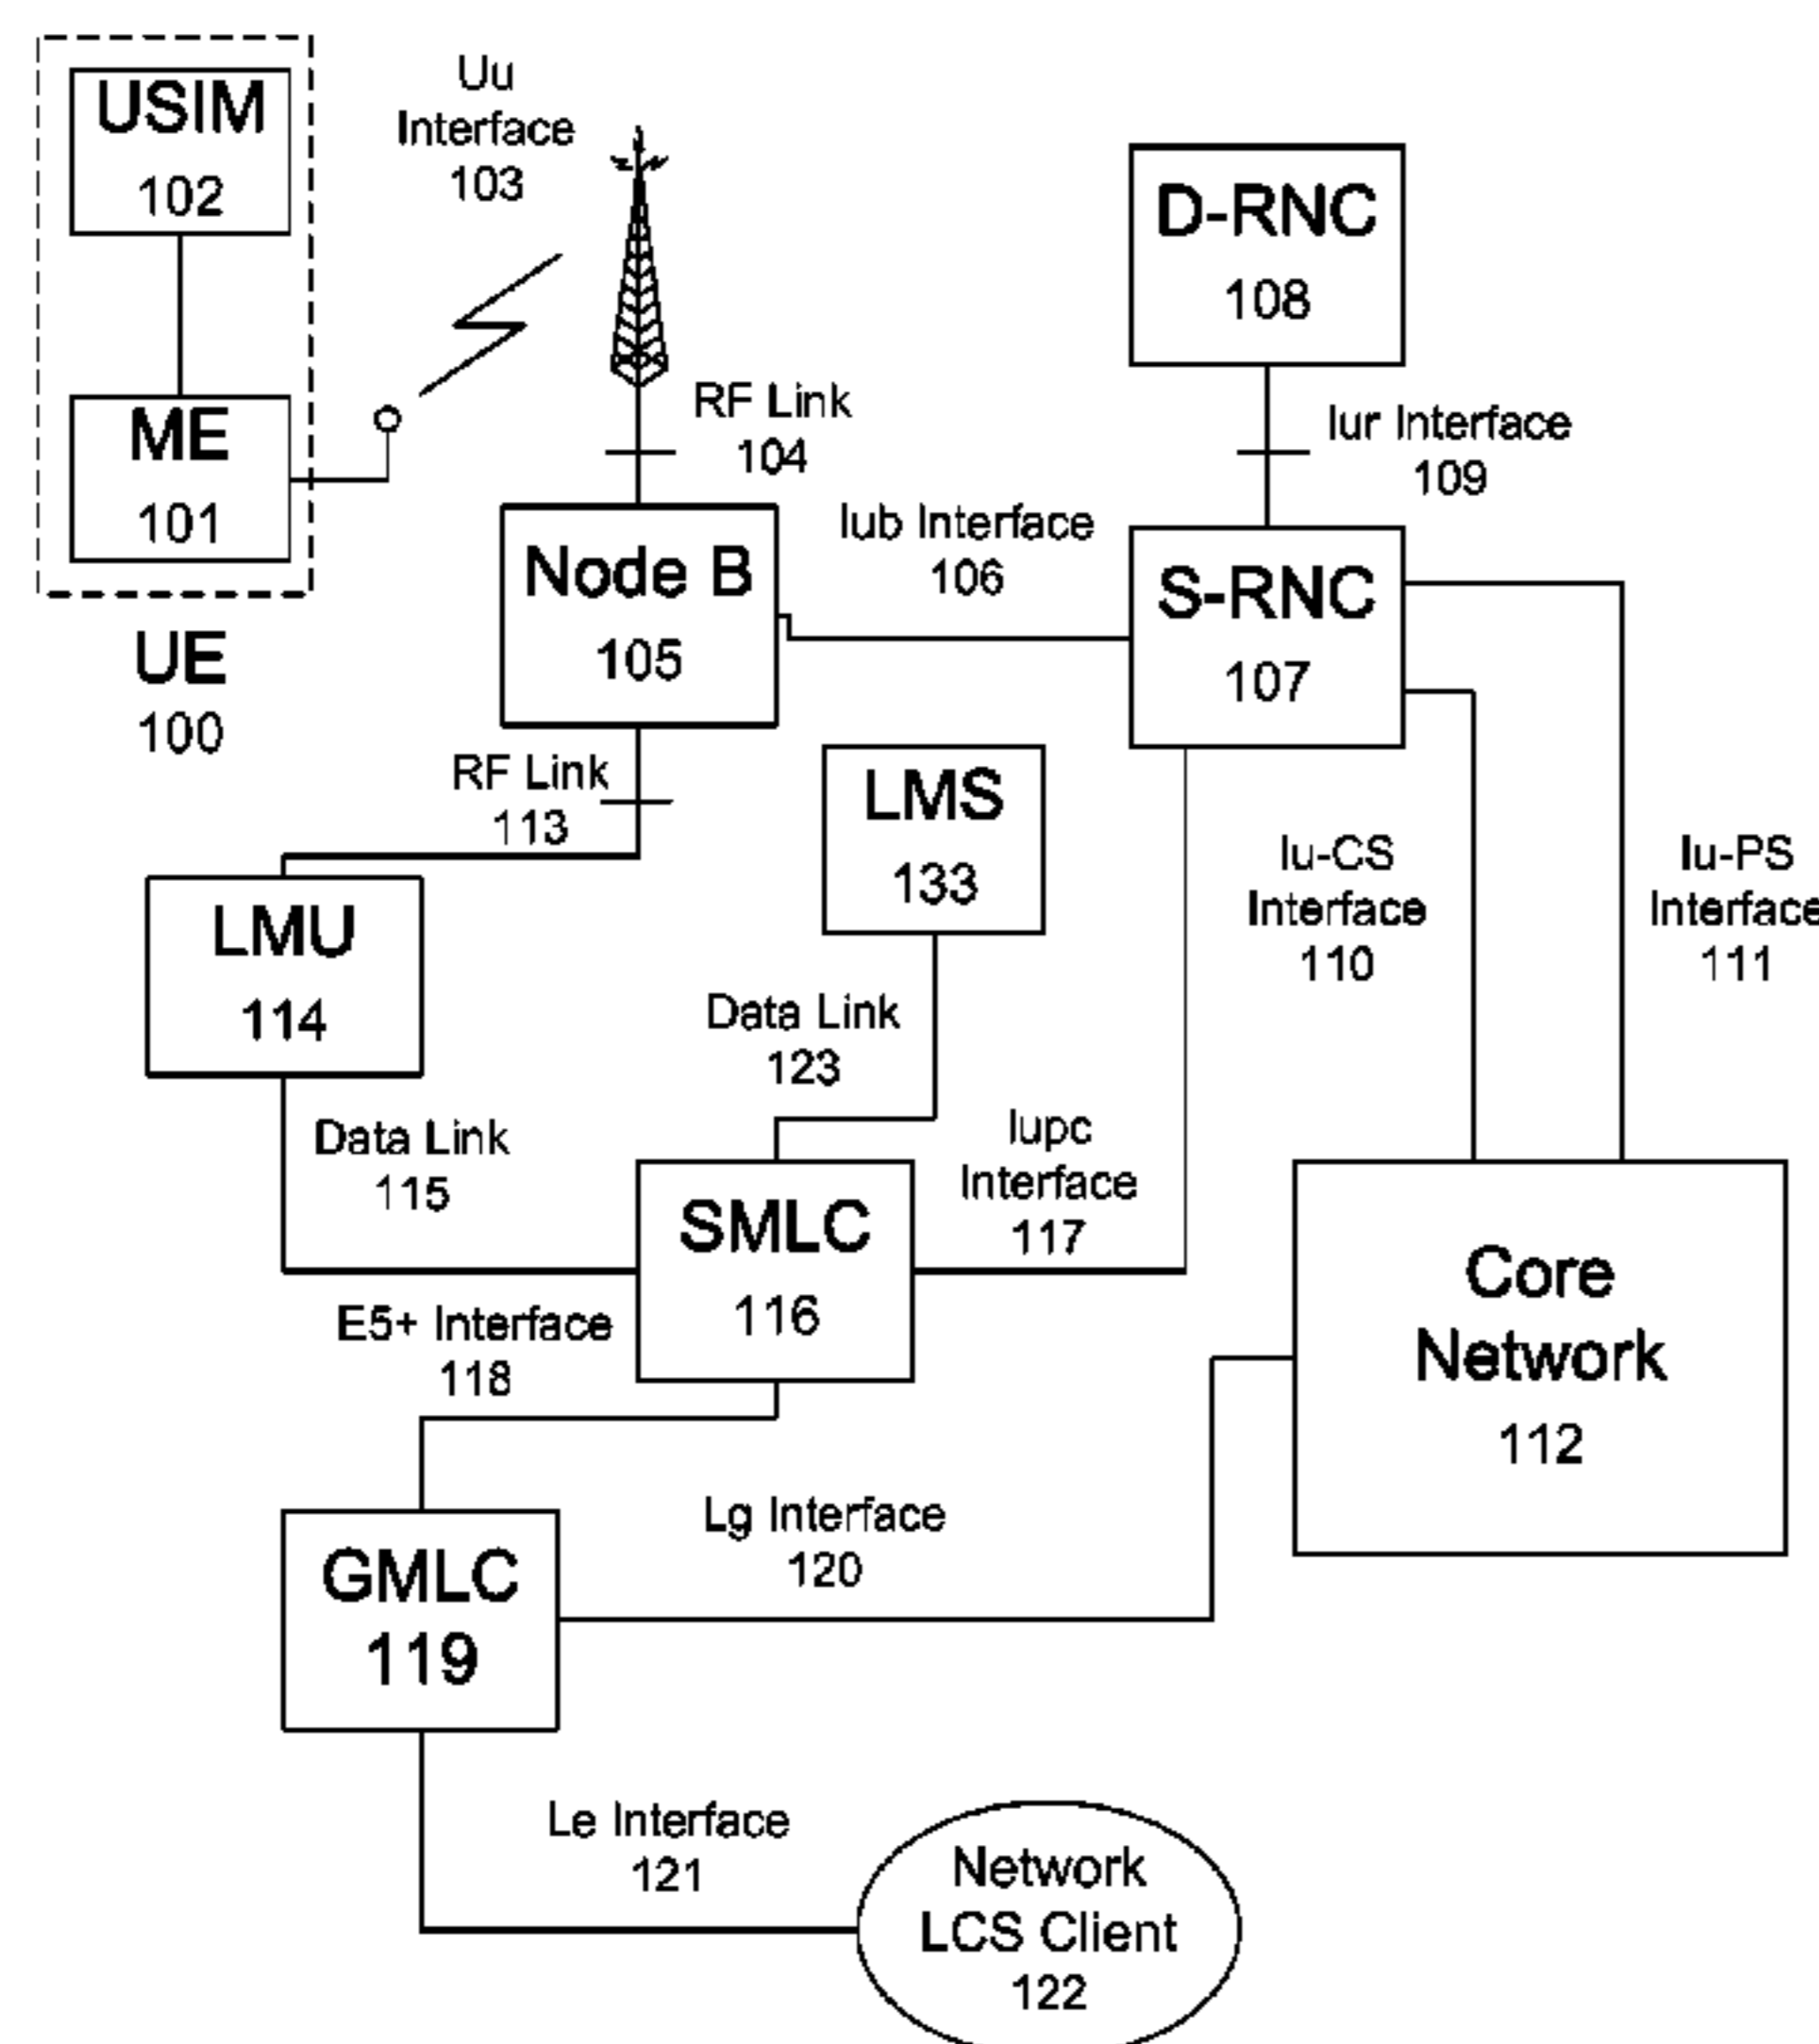 USIM
102
Uu
Interface
103
D-RNC
108
ME
101
RF Link
104
Iur Interface
109
Node B
105
Iub Interface
106
S-RNC
107
UE
100
RF Link
113
LMS
133
LMU
114
Iu-CS
Interface
110
Iu-PS
Interface
111
Data Link
123
Data Link
115
Iupc
Interface
117
SMLC
116
Core
Network
112
E5+ Interface
118
GMLC
119
Lg Interface
120
Le Interface
121
Network
LCS Client
122